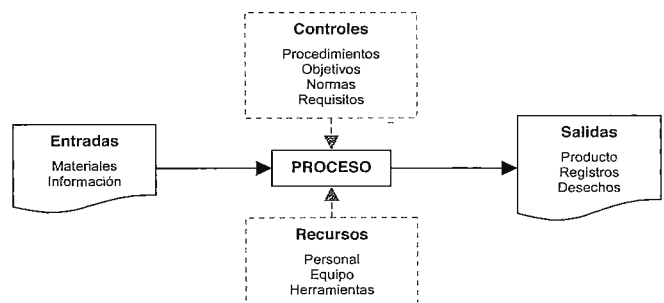 Controles
Procedimientos
Objetivos
Normas
Requisitos
Entradas
Materiales
Información
PROCESO
Salidas
Producto
Registros
Desechos
Recursos
Personal
Equipo
Herramientas